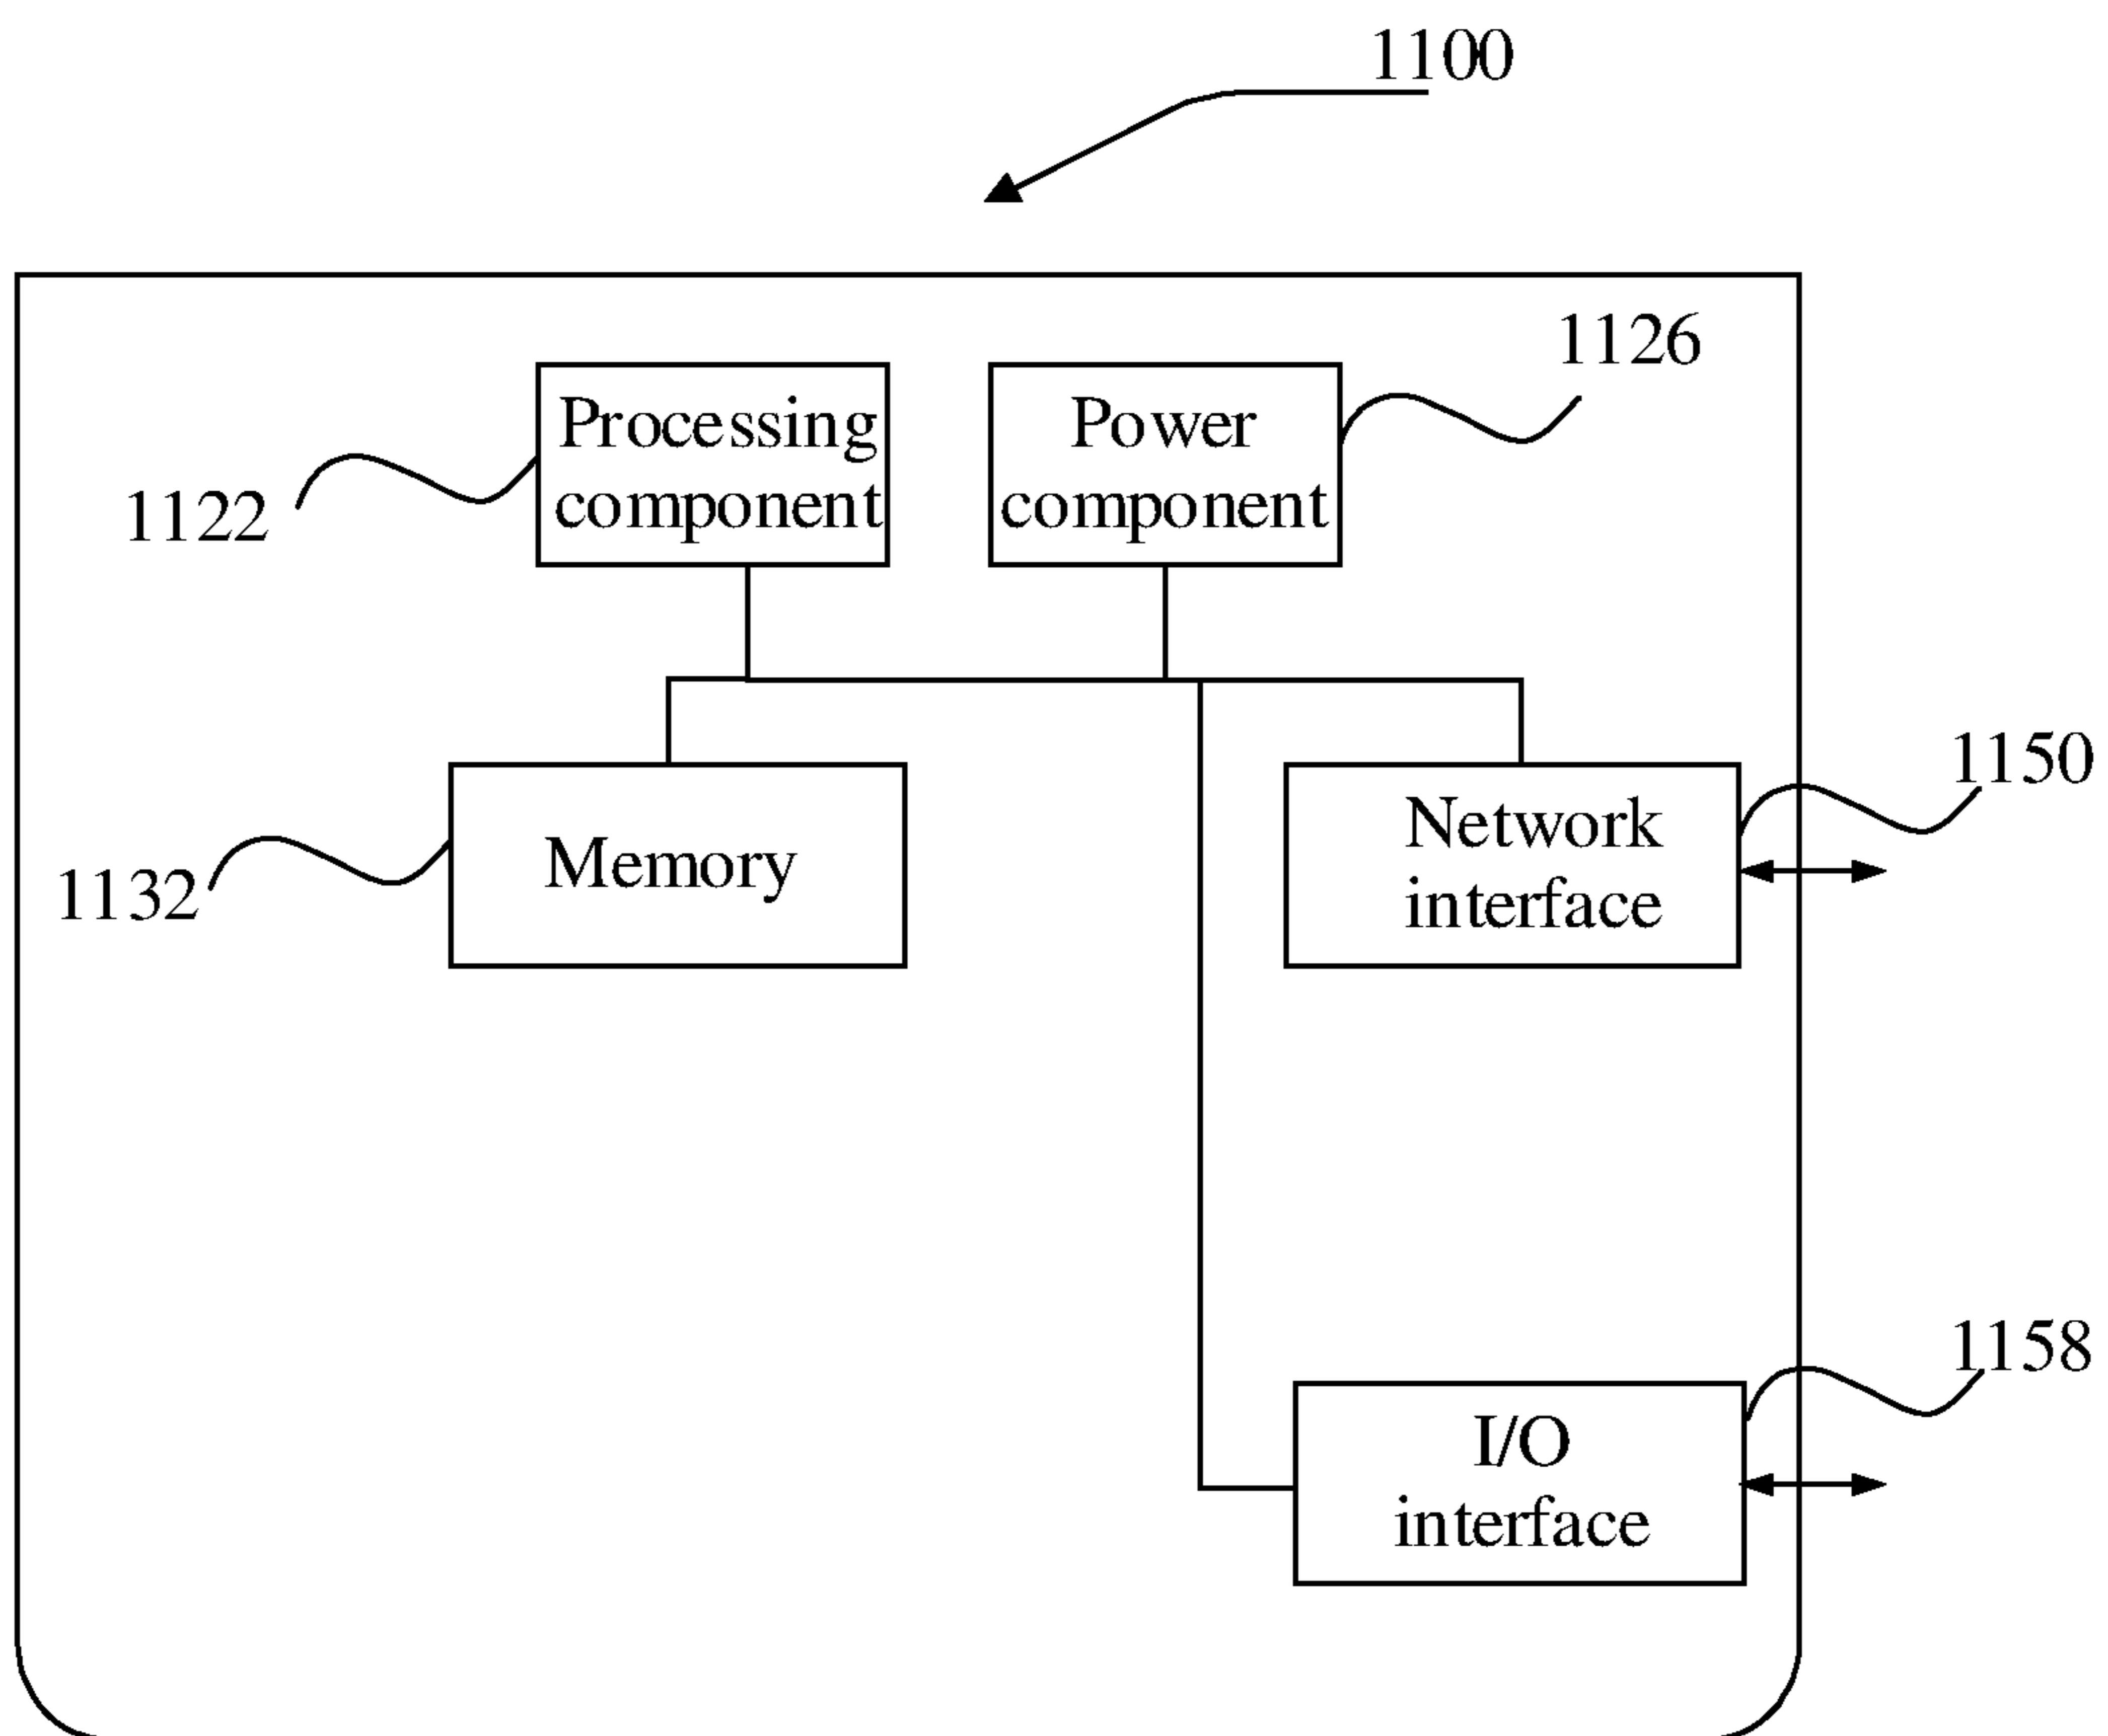 1100
1126
Processing
component
Power
component
1122
1150
Network
interface
Memory
1132
1158
I/O
interface